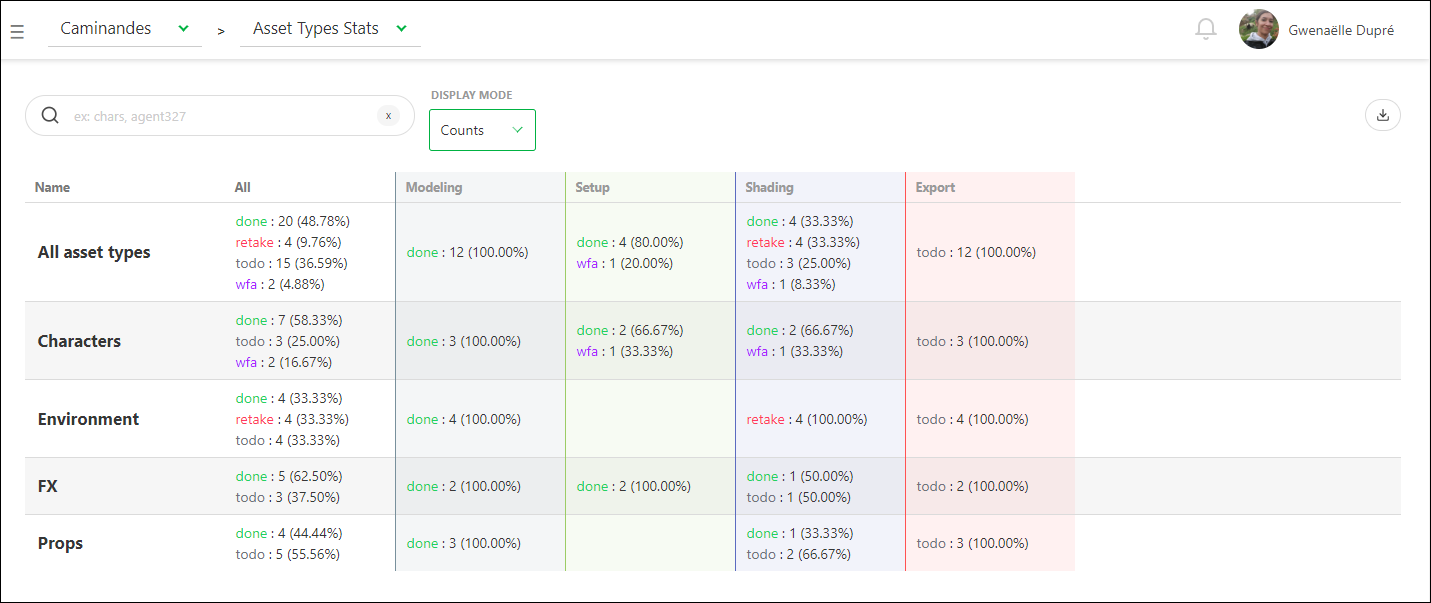 Caminandes > Asset Types Stats Gwenaëlle Dupré
DISPLAY MODE
ex: chars, agent327 x Counts
Name All Modeling Setup Shading Export
All asset types
done : 20 (48.78%)
retake : 4 (9.76%)
todo : 15 (36.59%)
wfa : 2 (4.88%)
done : 12 (100.00%)
done : 4 (80.00%)
wfa : 1 (20.00%)
done : 4 (33.33%)
retake : 4 (33.33%)
todo : 3 (25.00%)
wfa : 1 (8.33%)
todo : 12 (100.00%)
Characters
done : 7 (58.33%)
todo : 3 (25.00%)
wfa : 2 (16.67%)
done : 3 (100.00%)
done : 2 (66.67%)
wfa : 1 (33.33%)
done : 2 (66.67%)
wfa : 1 (33.33%)
todo : 3 (100.00%)
Environment
done : 4 (33.33%)
retake : 4 (33.33%)
todo : 4 (33.33%)
done : 4 (100.00%)
retake : 4 (100.00%)
todo : 4 (100.00%)
FX
done : 5 (62.50%)
todo : 3 (37.50%)
done : 2 (100.00%)
done : 2 (100.00%)
done : 1 (50.00%)
todo : 1 (50.00%)
todo : 2 (100.00%)
Props
done : 4 (44.44%)
todo : 5 (55.56%)
done : 3 (100.00%)
done : 1 (33.33%)
todo : 2 (66.67%)
todo : 3 (100.00%)